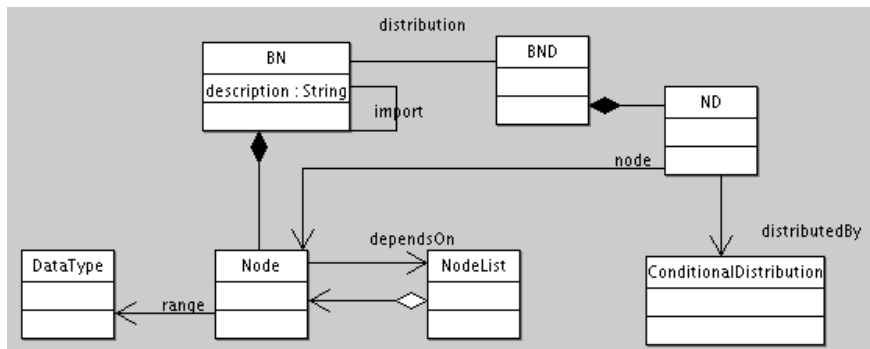 distribution
BN
BND
description : String
import
ND
node
dependsOn
distributedBy
DataType
Node
NodeList
ConditionalDistribution
range